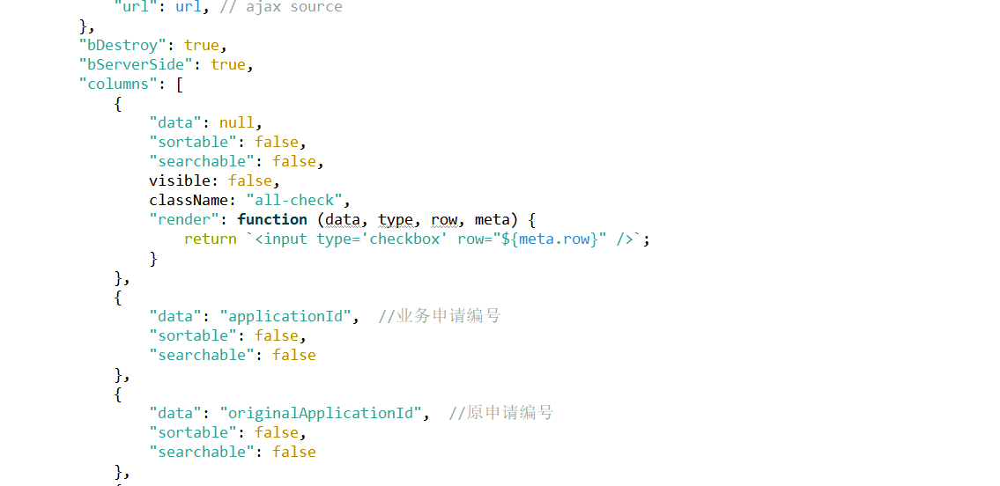 "url": url, // ajax source
},
"bDestroy": true,
"bServerSide": true,
"columns": [
{
"data": null,
"sortable": false,
"searchable": false,
visible: false,
className: "all-check",
"render": function (data, type, row, meta) {
return `<input type='checkbox' row="${meta.row}" />`;
}
},
{
"data": "applicationId",  //业务申请编号
"sortable": false,
"searchable": false
},
{
"data": "originalApplicationId",  //原申请编号
"sortable": false,
"searchable": false
},